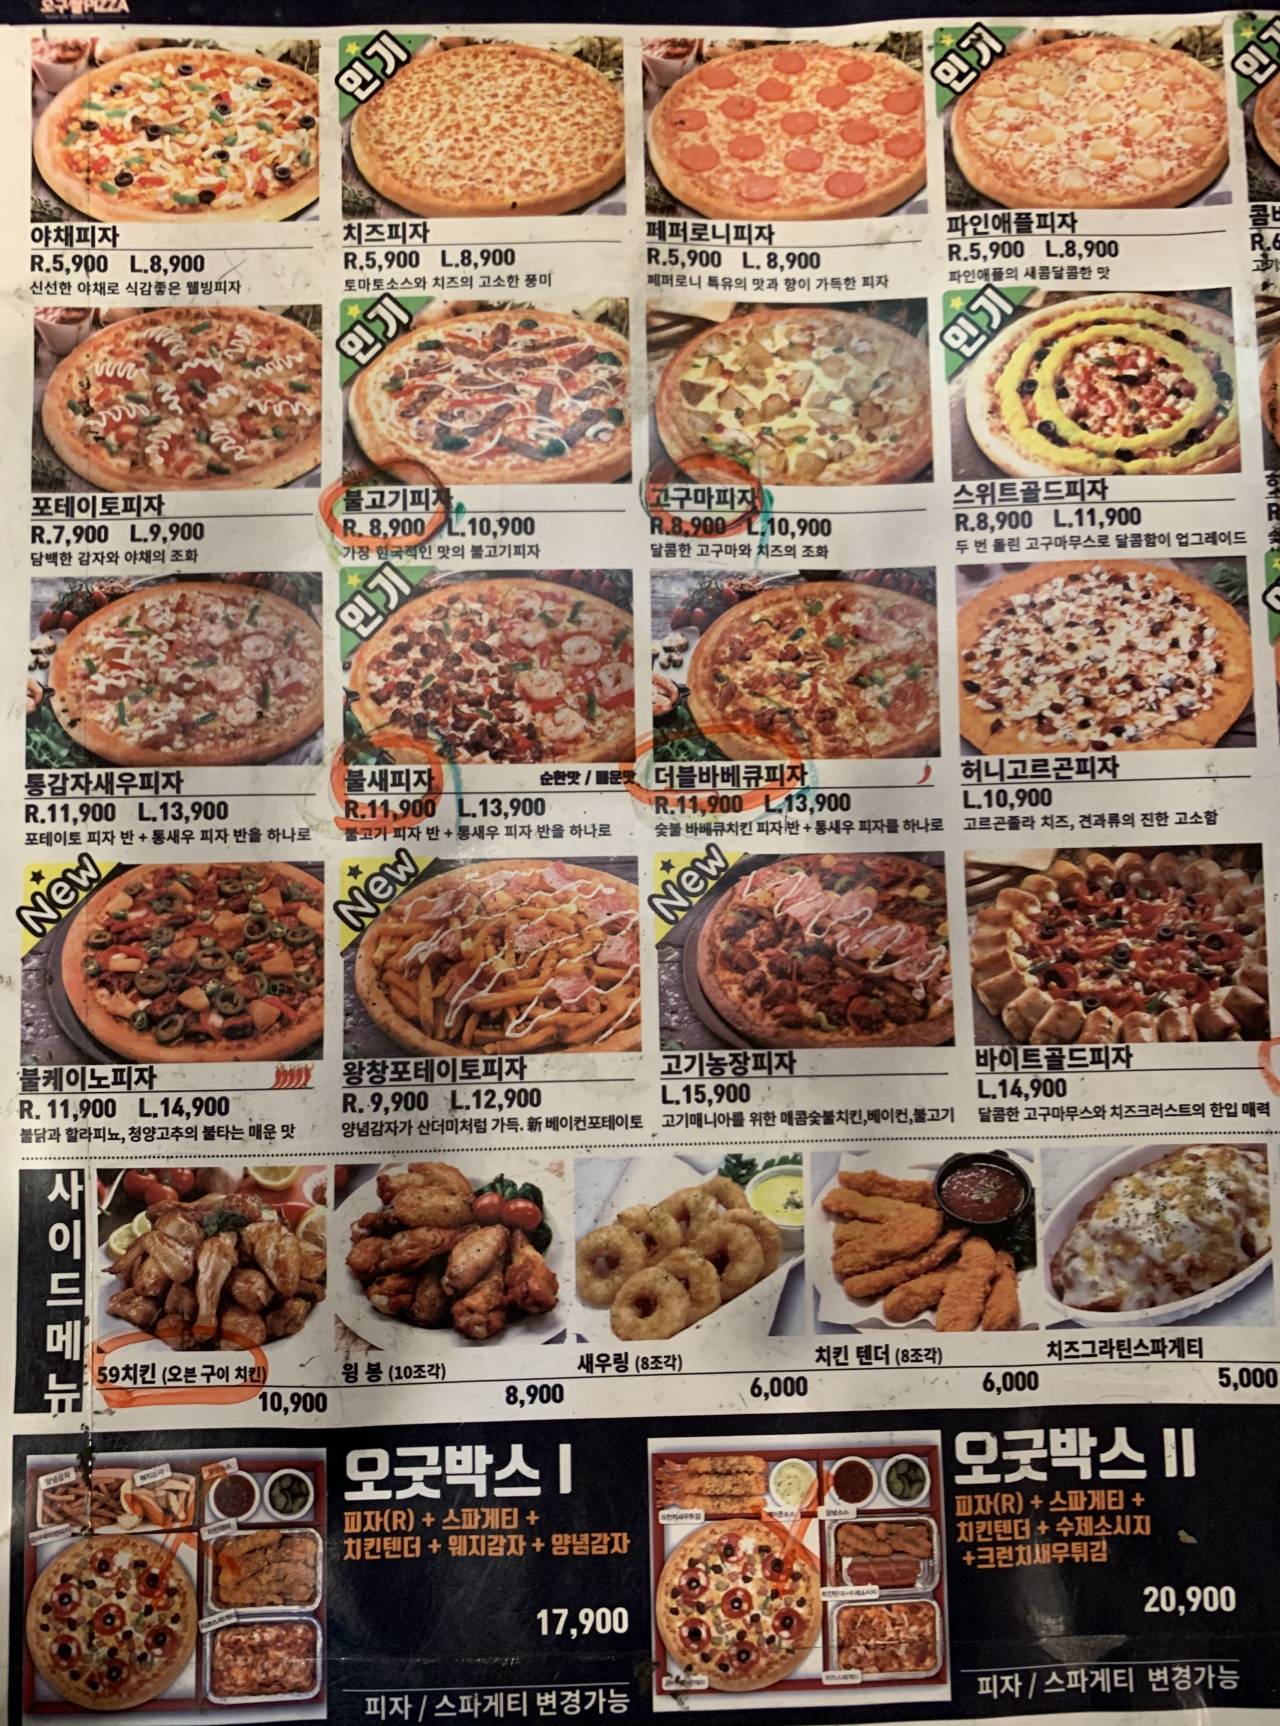 오구쌀PIZZA
인기
인기
인기
야채피자
R.5,900 L.8,900
신선한 야채로 식감좋은 웰빙피자
치즈피자
R.5,900 L.8,900
토마토소스와 치즈의 고소한 풍미
페퍼로니피자
R.5,900 L. 8,900
페퍼로니 특유의 맛과 향이 가득한 피자
파인애플피자
R.5,900 L.8,900
파인애플의 새콤달콤한 맛
인기
인기
포테이토피자
R.7,900 L.9,900
담백한 감자와 야채의 조화
불고기피자
R. 8,900 L.10,900
가장 한국적인 맛의 불고기피자
고구마피자
R.8,900 L.10,900
달콤한 고구마와 치즈의 조화
스위트골드피자
R.8,900 L.11,900
두 번 돌린 고구마무스로 달콤함이 업그레이드
인기
통감자새우피자
R.11,900 L.13,900
포테이토 피자 반 + 통새우 피자 반을 하나로
불새피자 순한맛 / 매운맛
R.11,900 L.13,900
불고기 피자 반 + 통새우 피자 반을 하나로
더블바베큐피자
R.11,900 L.13,900
숯불 바베큐치킨 피자 반 + 통새우 피자를 하나로
허니고르곤피자
L.10,900
고르곤졸라 치즈, 견과류의 진한 고소함
New
New
New
불케이노피자
R. 11,900 L.14,900
불닭과 할라피뇨, 청양고추의 불타는 매운 맛
왕창포테이토피자
R. 9,900 L.12,900
양념감자가 산더미처럼 가득. 新 베이컨포테이토
고기농장피자
L.15,900
고기매니아를 위한 매콤숯불치킨,베이컨,불고기
바이트골드피자
L.14,900
달콤한 고구마무스와 치즈크러스트의 한입 매력
사이드메뉴
59치킨 (오븐 구이 치킨)
10,900
윙 봉 (10조각)
8,900
새우링 (8조각)
6,000
치킨 텐더 (8조각)
6,000
치즈그라틴스파게티
5,000
오굿박스 I
피자(R) + 스파게티 +
치킨텐더 + 웨지감자 + 양념감자
17,900
피자 / 스파게티 변경가능
오굿박스 II
피자(R) + 스파게티 +
치킨텐더 + 수제소시지
+크런치새우튀김
20,900
피자 / 스파게티 변경가능